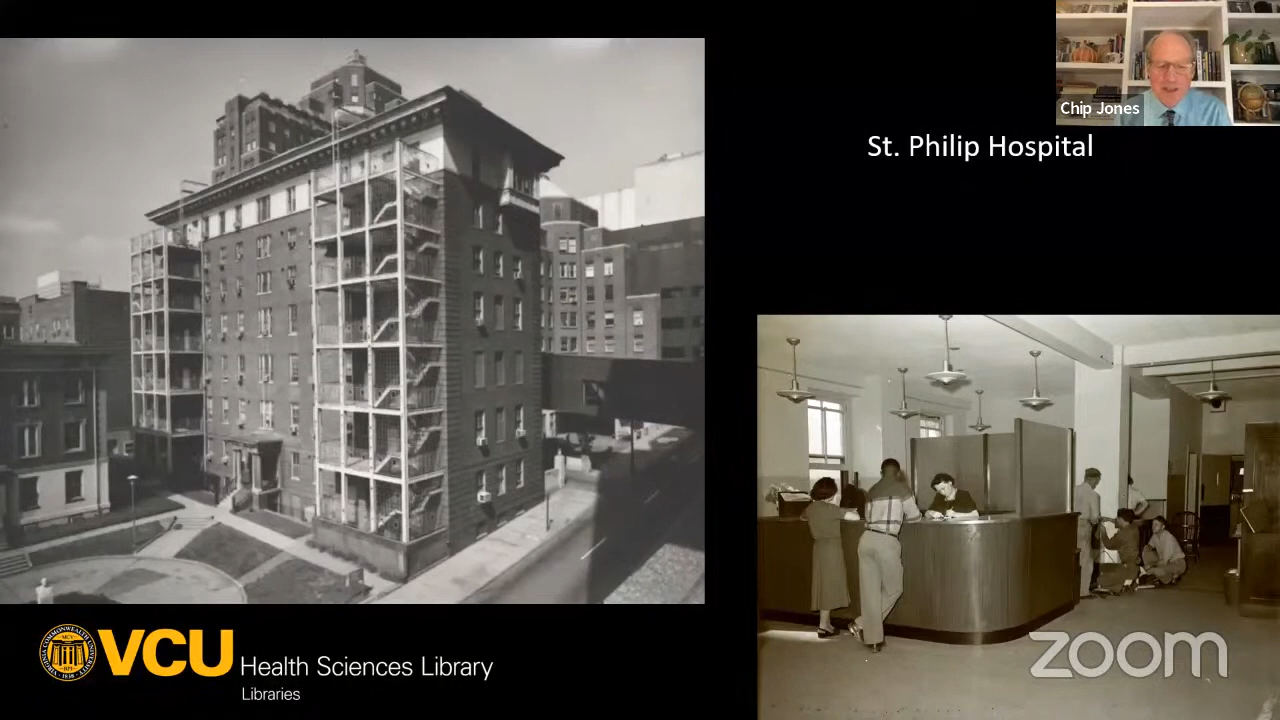 Chip Jones
St. Philip Hospital
VCU Health Sciences Library
Libraries
zoom